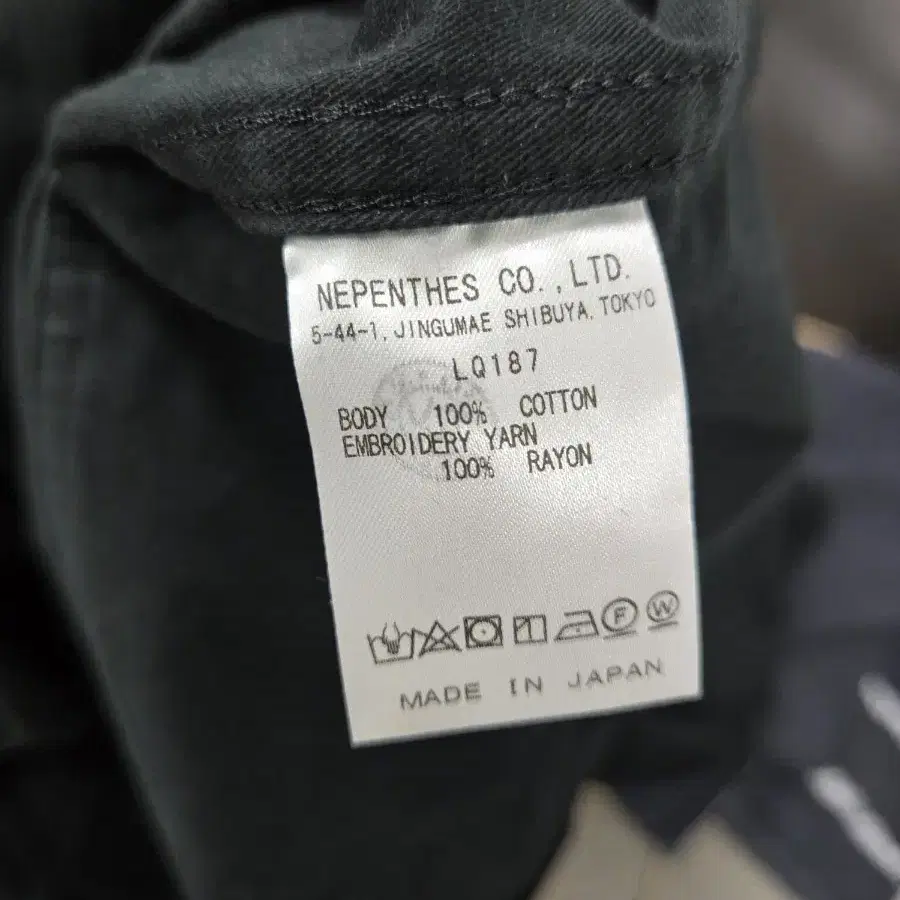 NEPENTHES CO.,LTD.
5-44-1, JINGUMAE SHIBUYA, TOKYO
LQ187
BODY 100% COTTON
EMBROIDERY YARN
100% RAYON
F W
MADE IN JAPAN